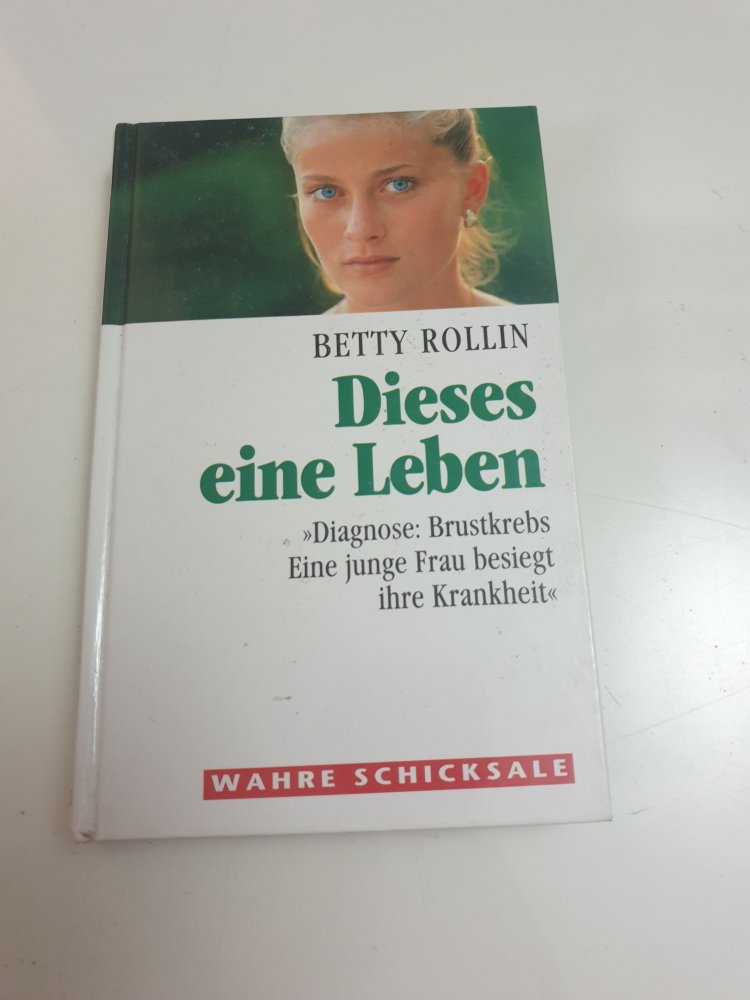 BETTY ROLLIN
Dieses
eine Leben
»Diagnose: Brustkrebs
Eine junge Frau besiegt
ihre Krankheit«
WAHRE SCHICKSALE